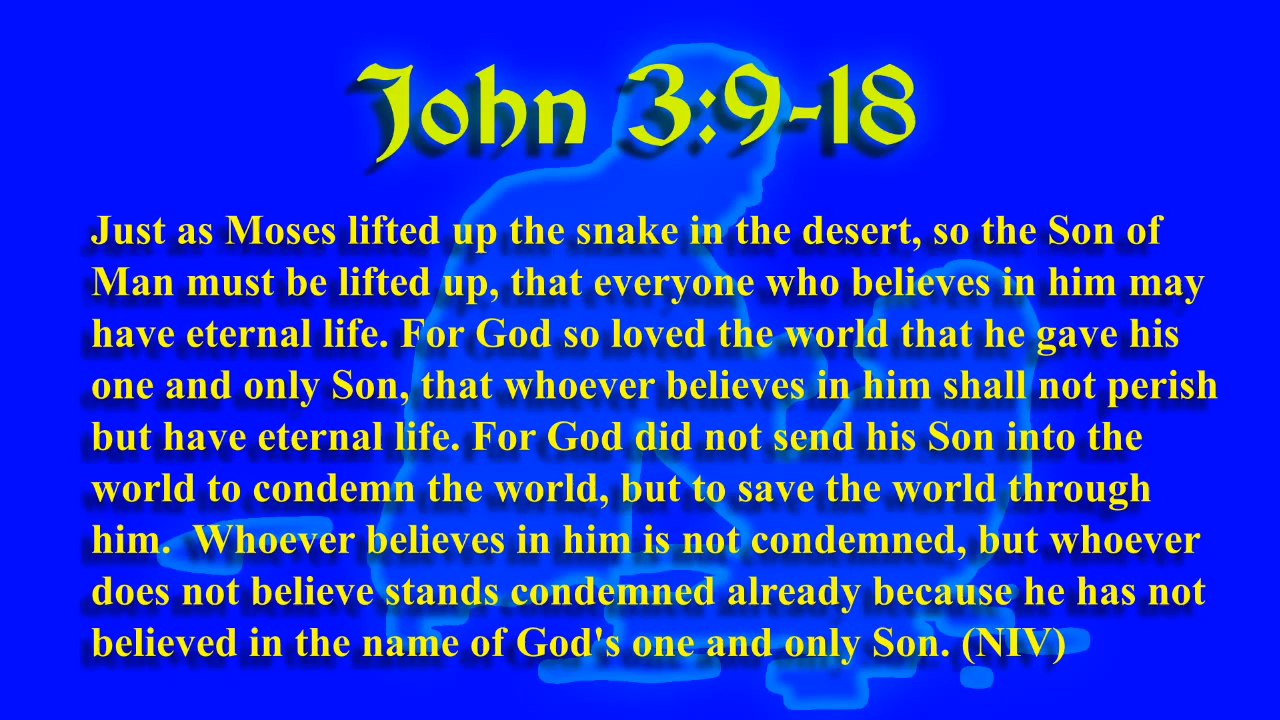 John 3:9-18
Just as Moses lifted up the snake in the desert, so the Son of
Man must be lifted up, that everyone who believes in him may
have eternal life. For God so loved the world that he gave his
one and only Son, that whoever believes in him shall not perish
but have eternal life. For God did not send his Son into the
world to condemn the world, but to save the world through
him.  Whoever believes in him is not condemned, but whoever
does not believe stands condemned already because he has not
believed in the name of God's one and only Son. (NIV)